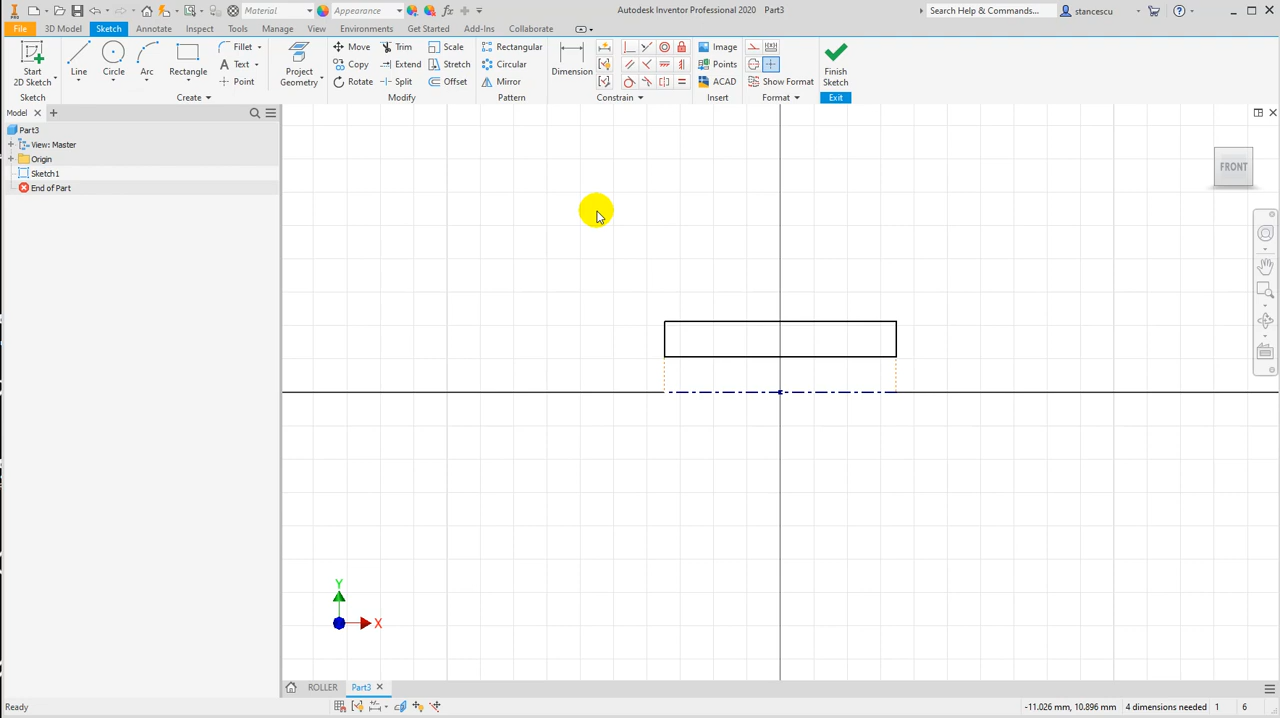 Material
Appearance
fx
Autodesk Inventor Professional 2020 Part3
Search Help & Commands...
stancescu
File 3D Model Sketch Annotate Inspect Tools Manage View Environments Get Started Add-Ins Collaborate
Start
2D Sketch
Sketch
Line
Circle
Arc
Rectangle
Fillet
Text
Point
Create
Project
Geometry
Move
Trim
Scale
Copy
Extend
Stretch
Rotate
Split
Offset
Modify
Rectangular
Circular
Mirror
Pattern
Dimension
Constrain
Image
Points
ACAD
Insert
Show Format
Format
Finish
Sketch
Exit
Model
Part3
View: Master
Origin
Sketch1
End of Part
FRONT
Y
X
ROLLER
Part3
Ready
-11.026 mm, 10.896 mm 4 dimensions needed 1 6